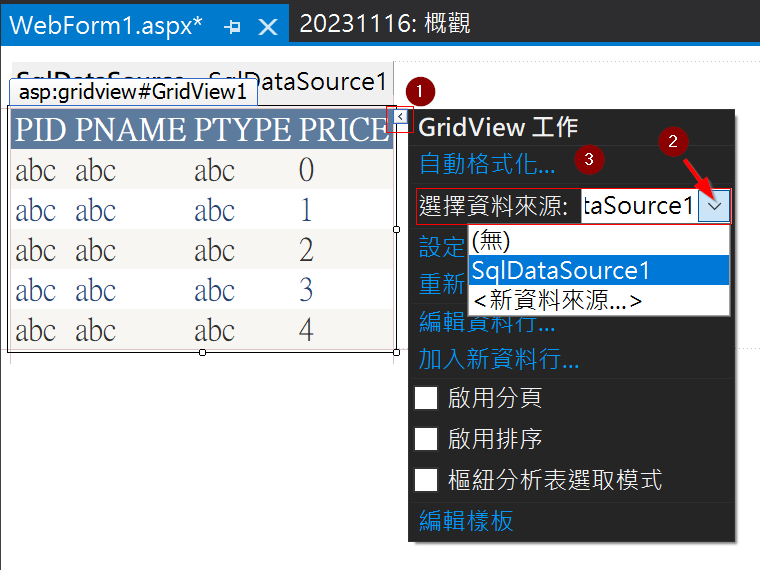 WebForm1.aspx*
20231116: 概觀
SqlDataSource - SqlDataSource1
asp:gridview#GridView1
1
PID PNAME PTYPE PRICE
abc abc abc 0
abc abc abc 1
abc abc abc 2
abc abc abc 3
abc abc abc 4
GridView 工作
自動格式化...
3
2
選擇資料來源:
taSource1
(無)
SqlDataSource1
<新資料來源...>
設定
重新
編輯資料行...
加入新資料行...
啟用分頁
啟用排序
樞紐分析表選取模式
編輯樣板